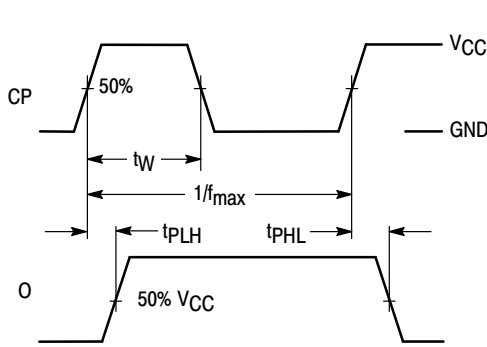 VCC
CP
50%
GND
tW
1/fmax
tPLH
tPHL
O
50% VCC